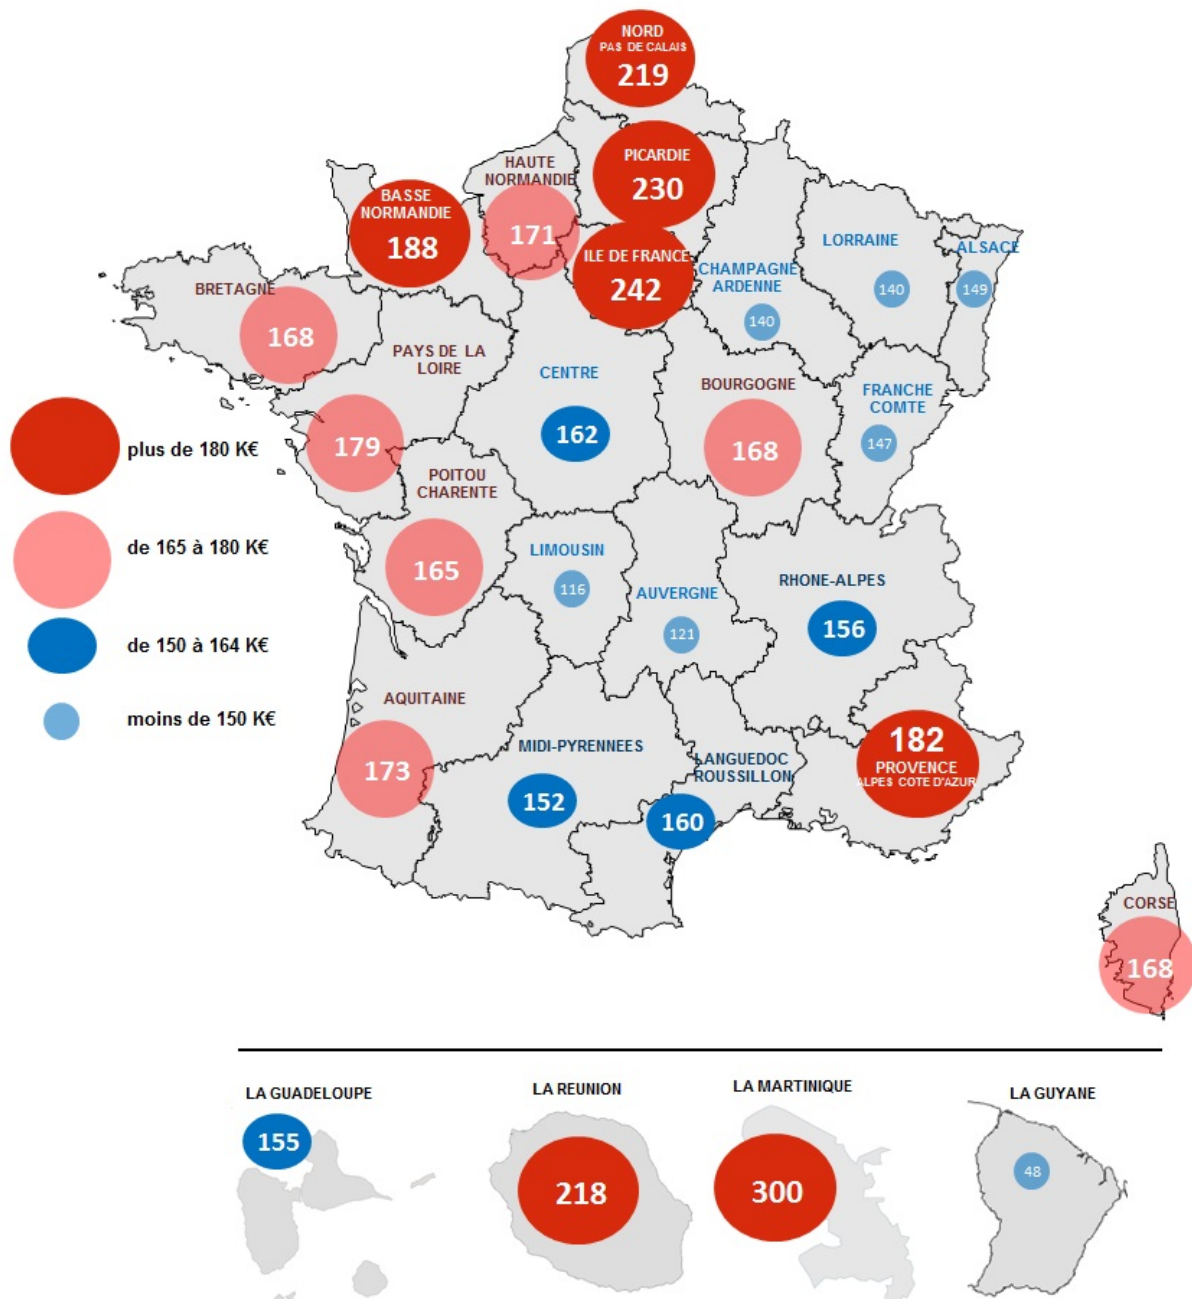 NORD
PAS DE CALAIS
219
PICARDIE
230
HAUTE
NORMANDIE
171
BASSE
NORMANDIE
188
ILE DE FRANCE
242
CHAMPAGNE
ARDENNE
140
LORRAINE
140
ALSACE
149
BRETAGNE
168
PAYS DE LA
LOIRE
179
CENTRE
162
BOURGOGNE
168
FRANCHE
COMTE
147
plus de 180 K€
de 165 à 180 K€
de 150 à 164 K€
moins de 150 K€
POITOU
CHARENTE
165
LIMOUSIN
116
AUVERGNE
121
RHONE-ALPES
156
AQUITAINE
173
MIDI-PYRENNEES
152
LANGUEDOC
ROUSSILLON
160
182
PROVENCE
ALPES COTE D'AZUR
CORSE
168
LA GUADELOUPE
155
LA REUNION
218
LA MARTINIQUE
300
LA GUYANE
48